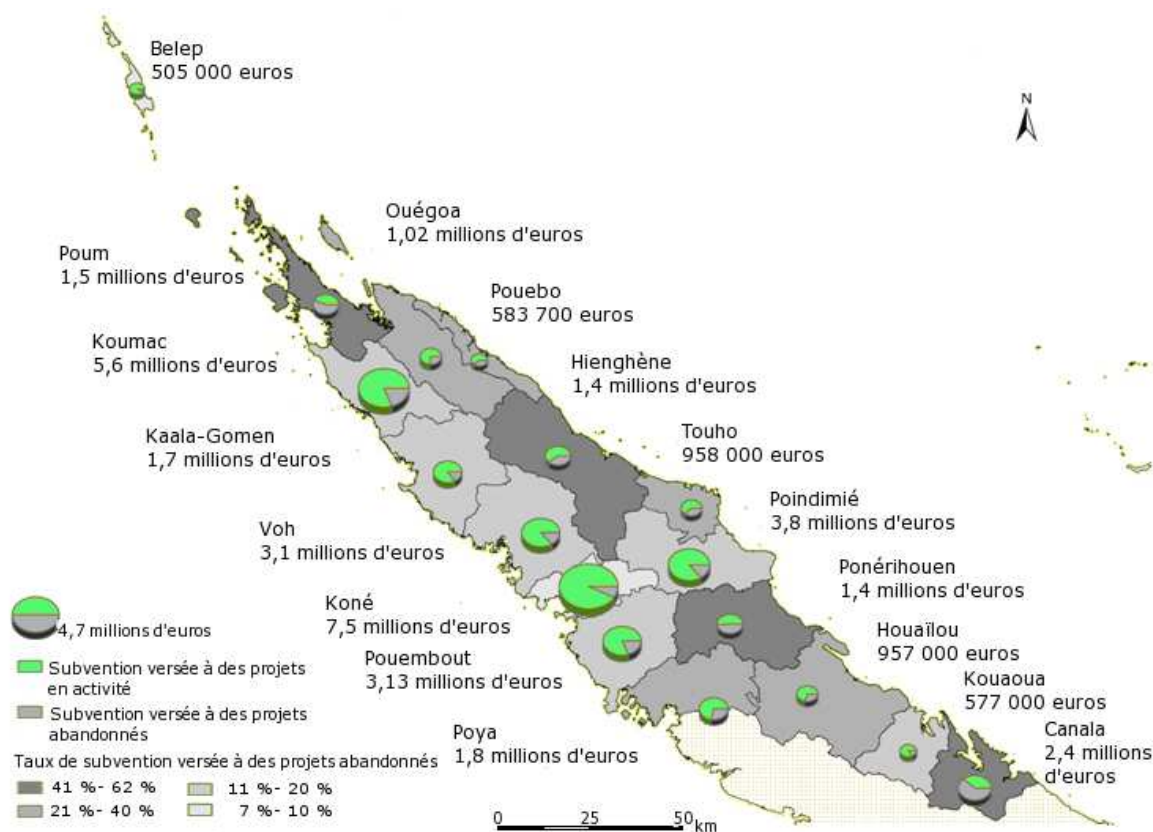 Belep
505 000 euros
N
Ouégoa
1,02 millions d'euros
Poum
1,5 millions d'euros
Pouebo
583 700 euros
Koumac
5,6 millions d'euros
Hienghène
1,4 millions d'euros
Kaala-Gomen
1,7 millions d'euros
Touho
958 000 euros
Poindimié
3,8 millions d'euros
Voh
3,1 millions d'euros
Ponérihouen
1,4 millions d'euros
Koné
7,5 millions d'euros
Houaïlou
957 000 euros
Pouembout
3,13 millions d'euros
Kouaoua
577 000 euros
Poya
1,8 millions d'euros
Canala
2,4 millions
d'euros
4,7 millions d'euros
Subvention versée à des projets
en activité
Subvention versée à des projets
abandonnés
Taux de subvention versée à des projets abandonnés
41 %- 62 % 11 %- 20 %
21 %- 40 % 7 %- 10 %
0 25 50 km